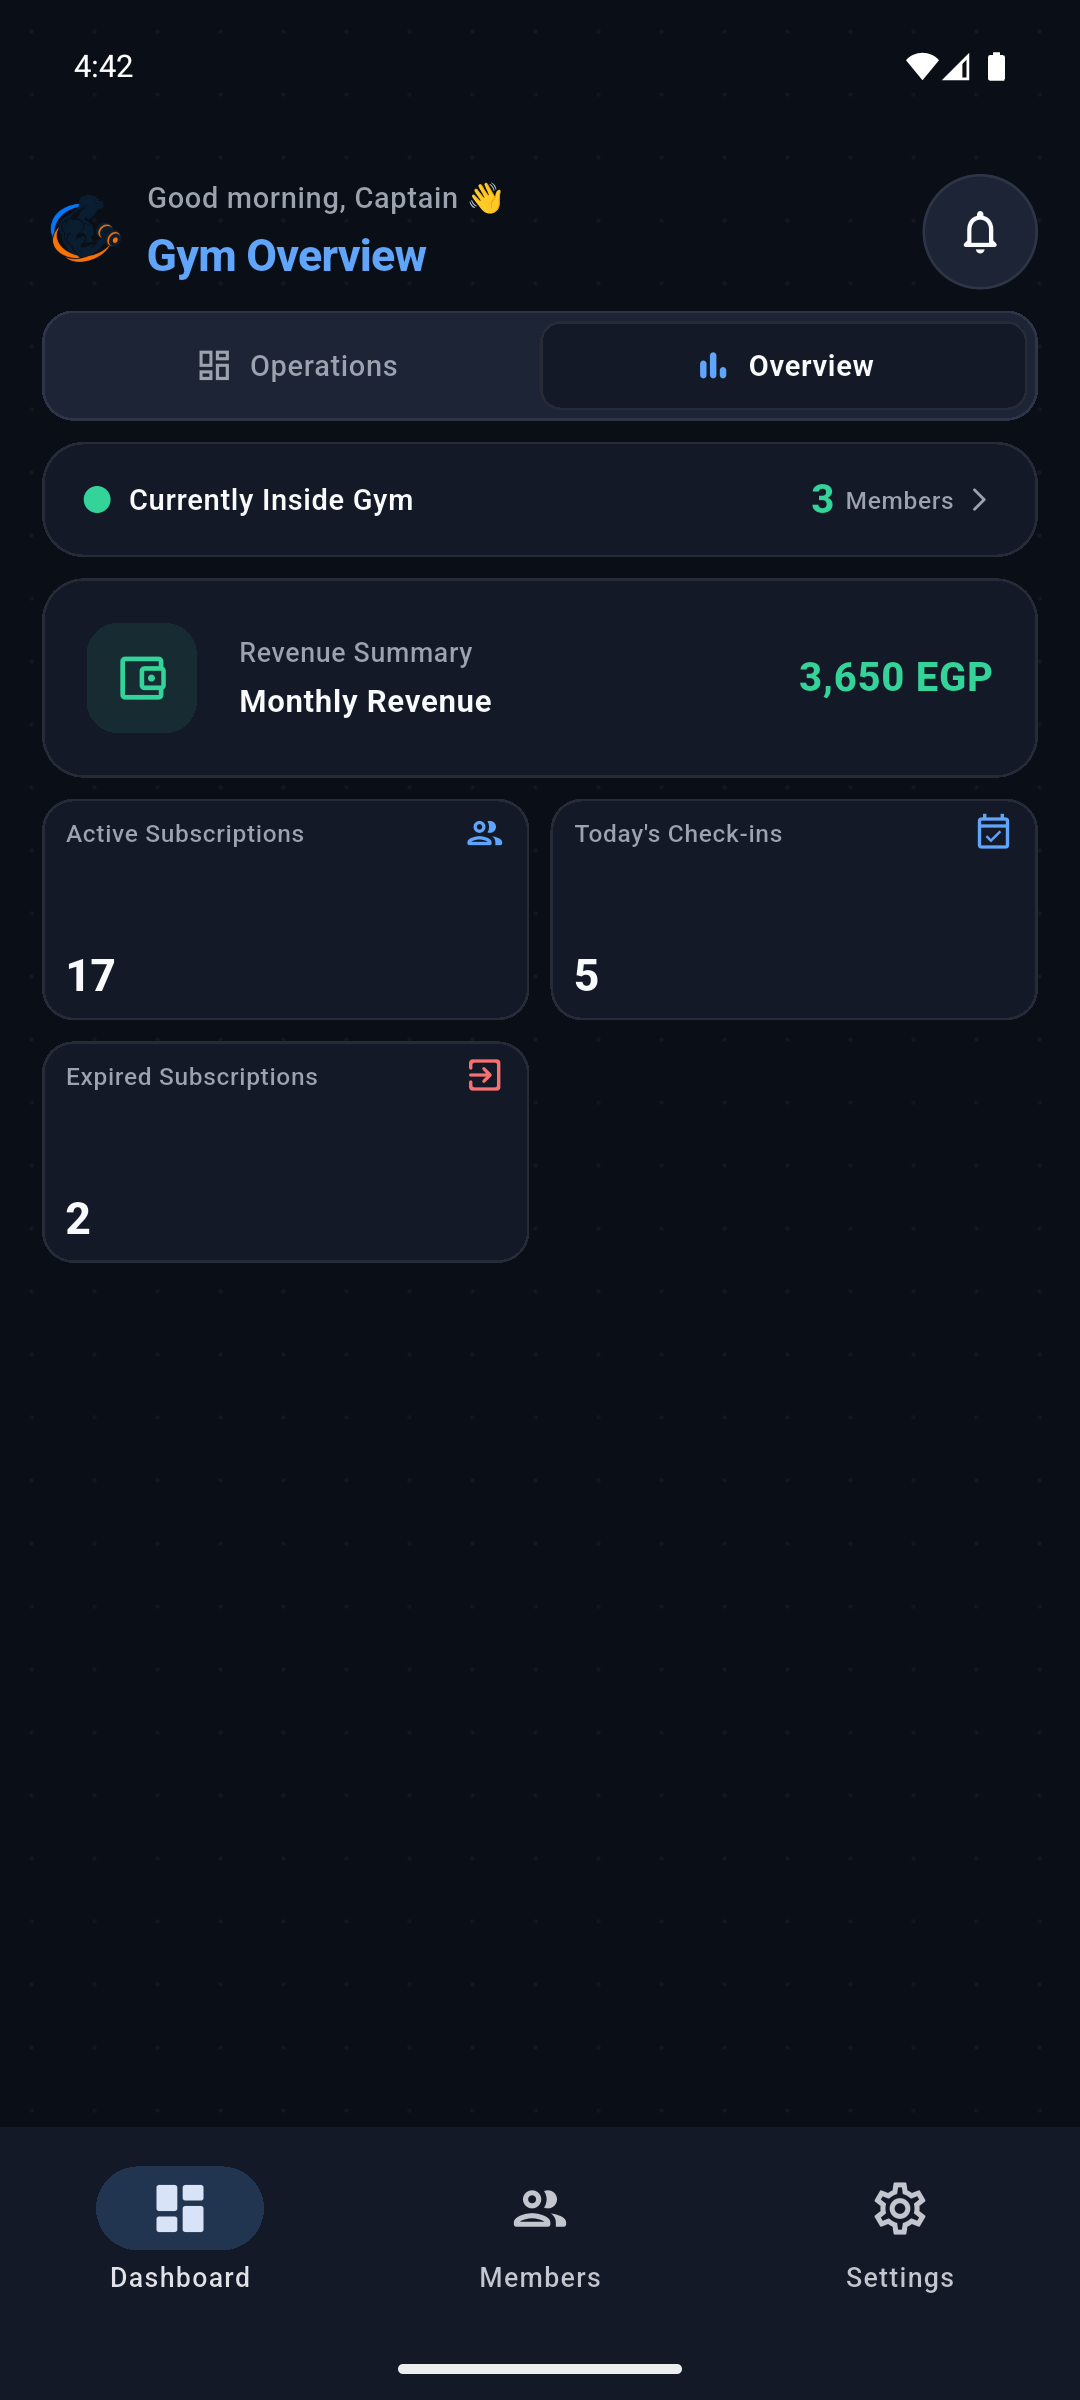 4:42
Good morning, Captain 👋
Gym Overview
Operations
Overview
Currently Inside Gym
3 Members
Revenue Summary
Monthly Revenue
3,650 EGP
Active Subscriptions
17
Today's Check-ins
5
Expired Subscriptions
2
Dashboard
Members
Settings